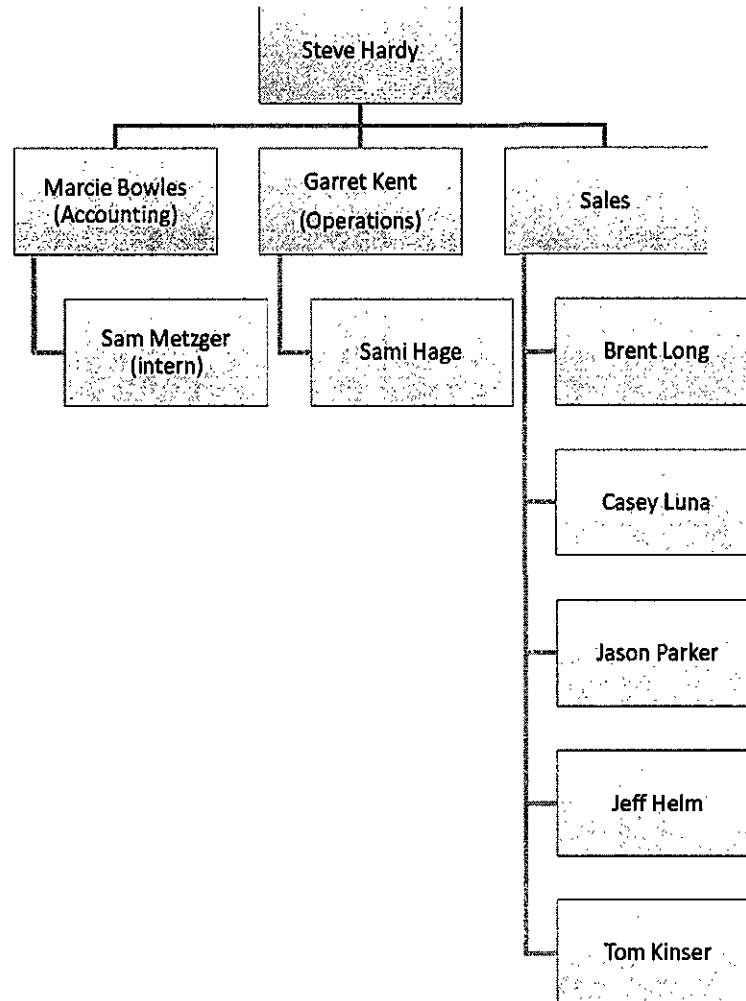 Steve Hardy
Marcie Bowles
(Accounting)
Garret Kent
(Operations)
Sales
Sam Metzger
(intern)
Sami Hage
Brent Long
Casey Luna
Jason Parker
Jeff Helm
Tom Kinser